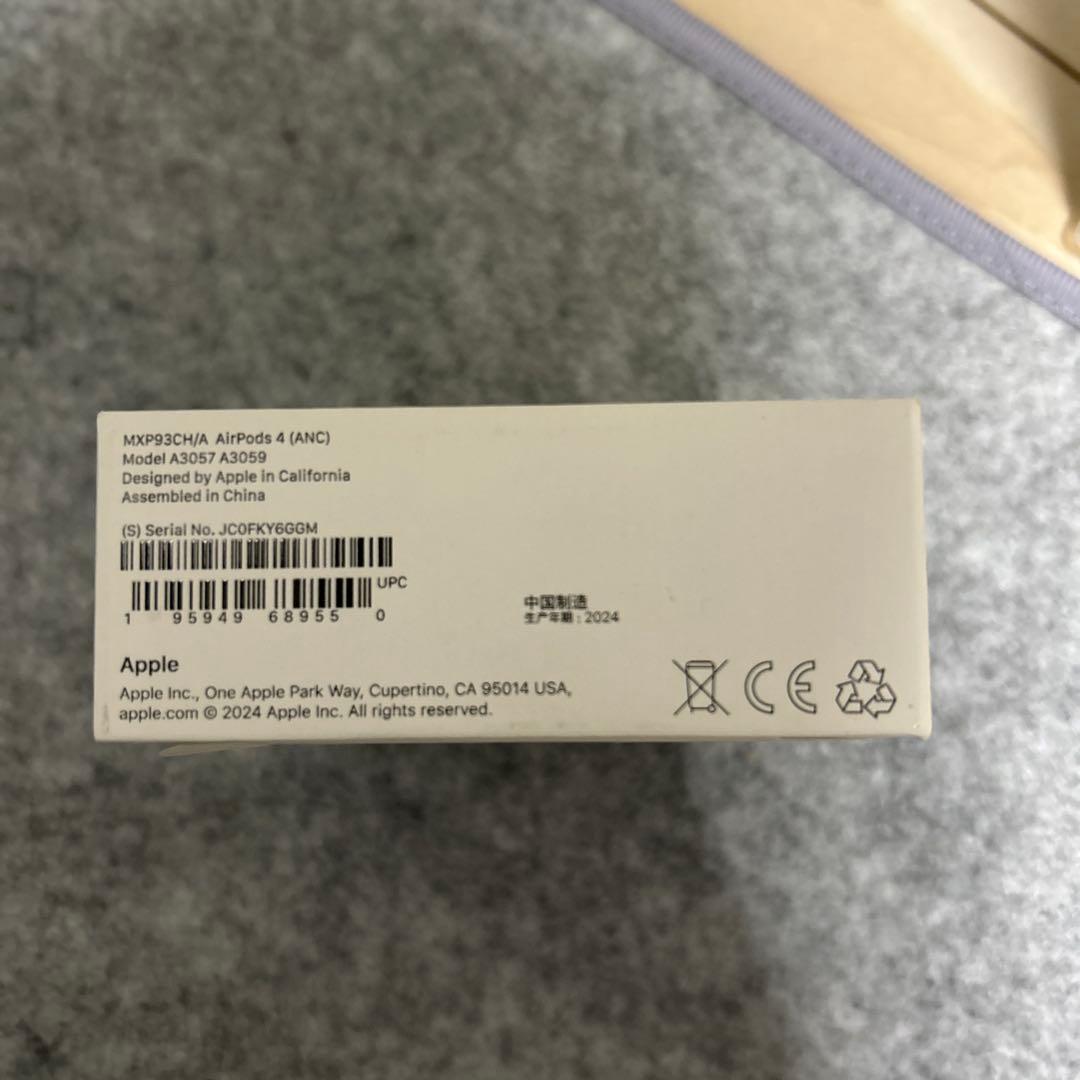 MXP93CH/A AirPods 4 (ANC)
Model A3057 A3059
Designed by Apple in California
Assembled in China
(S) Serial No. JC0FKY6GGM
UPC
1 95949 68955 0
中国制造
生产年期：2024
Apple
Apple Inc., One Apple Park Way, Cupertino, CA 95014 USA,
apple.com © 2024 Apple Inc. All rights reserved.
CE